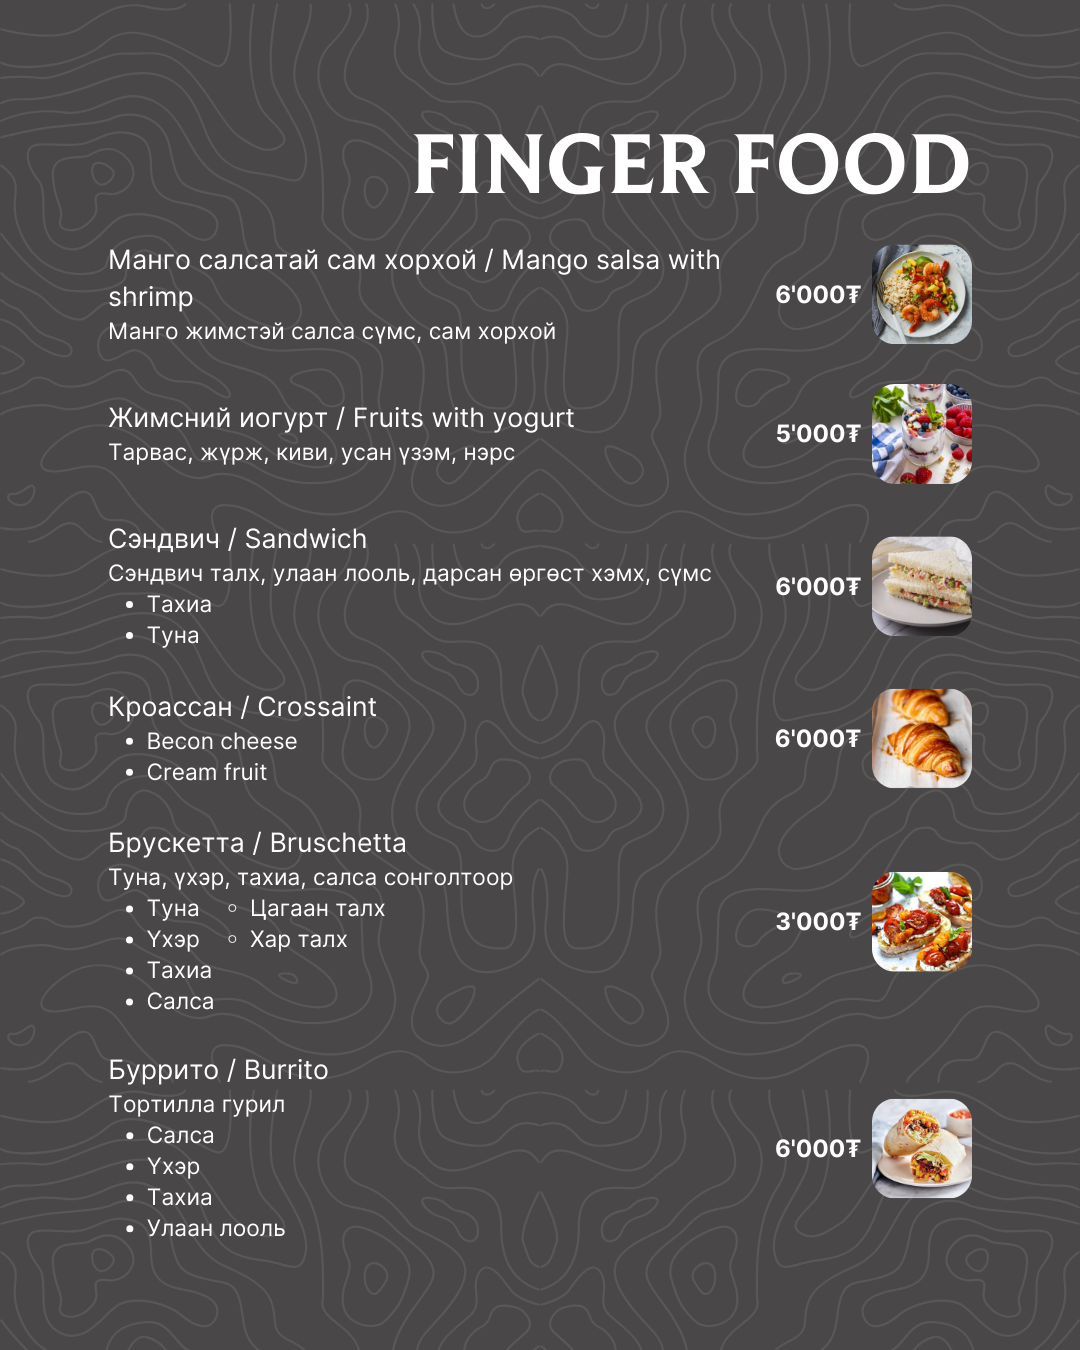 FINGER FOOD
Манго салсатай сам хорхой / Mango salsa with
shrimp
Манго жимстэй салса сүмс, сам хорхой
6'000₮
Жимсний иогурт / Fruits with yogurt
Тарвас, жүрж, киви, усан үзэм, нэрс
5'000₮
Сэндвич / Sandwich
Сэндвич талх, улаан лооль, дарсан өргөст хэмх, сүмс
• Тахиа
• Туна
6'000₮
Кроассан / Crossaint
• Becon cheese
• Cream fruit
6'000₮
Брускетта / Bruschetta
Туна, үхэр, тахиа, салса сонголтоор
• Туна ◦ Цагаан талх
• Үхэр ◦ Хар талх
• Тахиа
• Салса
3'000₮
Буррито / Burrito
Тортилла гурил
• Салса
• Үхэр
• Тахиа
• Улаан лооль
6'000₮